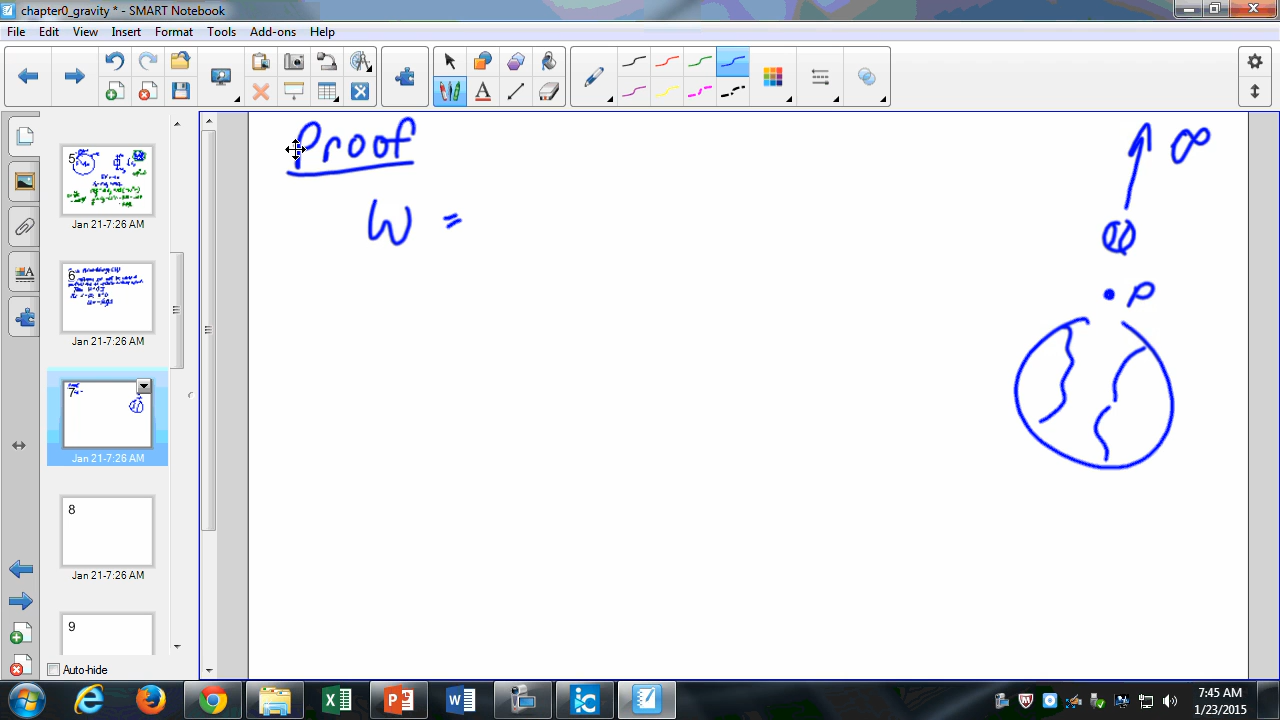 chapter0_gravity * - SMART Notebook
File Edit View Insert Format Tools Add-ons Help
5
Jan 21-7:26 AM
6
Jan 21-7:26 AM
7
Jan 21-7:26 AM
8
Jan 21-7:26 AM
9
Auto-hide
Proof
W =
∞
P
7:45 AM
1/23/2015